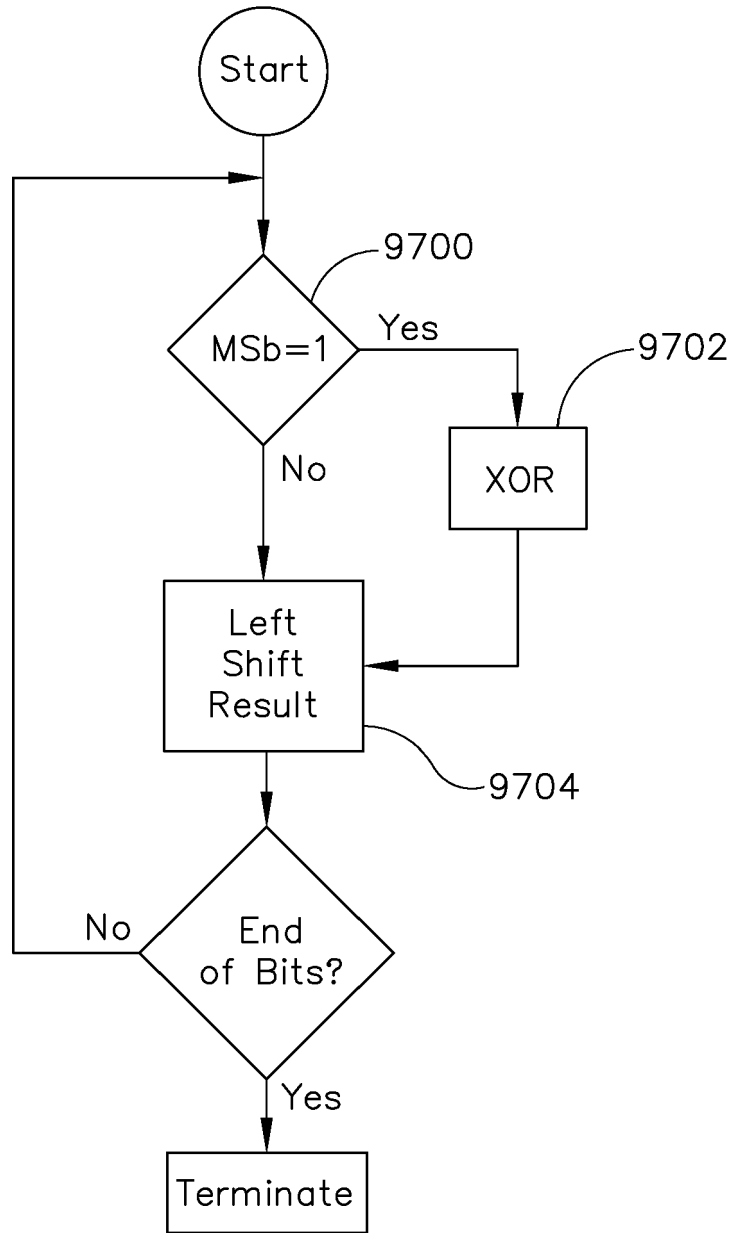 Start
9700
MSb=1
Yes
9702
XOR
No
Left
Shift
Result
9704
No
End
of Bits?
Yes
Terminate